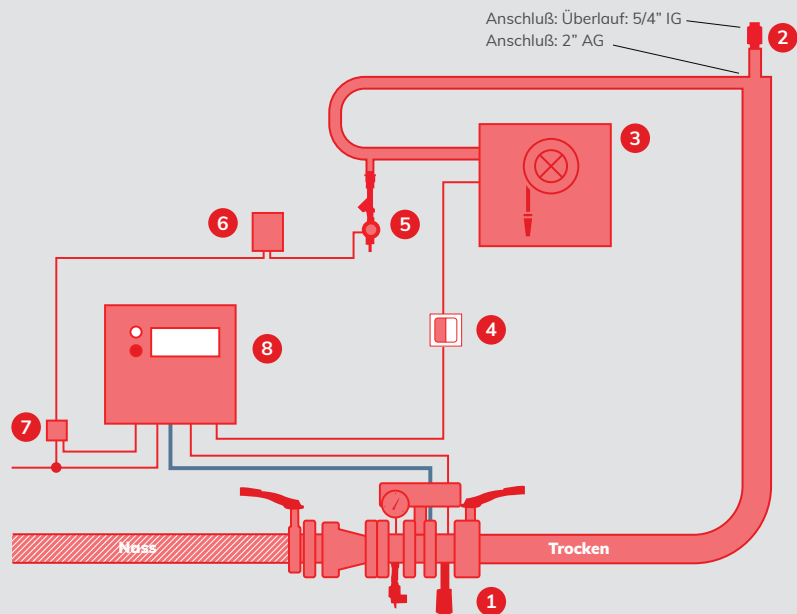 Anschluß: Überlauf: 5/4” IG
Anschluß: 2” AG
2
3
6
5
4
8
7
Nass
Trocken
1